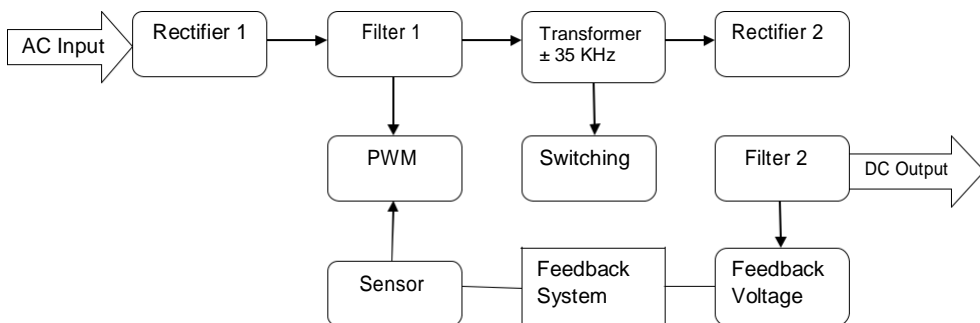 AC Input
Rectifier 1
Filter 1
Transformer
± 35 KHz
Rectifier 2
PWM
Switching
Filter 2
DC Output
Sensor
Feedback
System
Feedback
Voltage